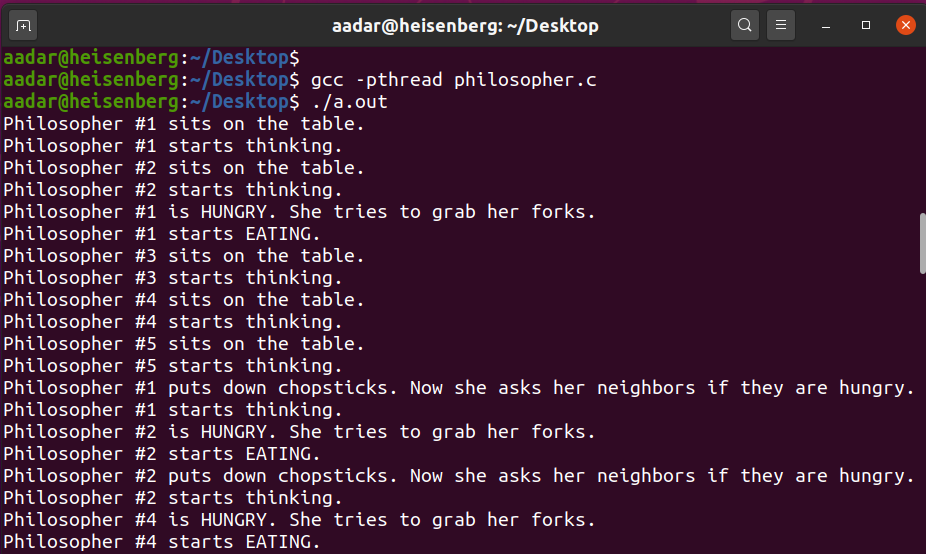 aadar@heisenberg: ~/Desktop
aadar@heisenberg:~/Desktop$
aadar@heisenberg:~/Desktop$ gcc -pthread philosopher.c
aadar@heisenberg:~/Desktop$ ./a.out
Philosopher #1 sits on the table.
Philosopher #1 starts thinking.
Philosopher #2 sits on the table.
Philosopher #2 starts thinking.
Philosopher #1 is HUNGRY. She tries to grab her forks.
Philosopher #1 starts EATING.
Philosopher #3 sits on the table.
Philosopher #3 starts thinking.
Philosopher #4 sits on the table.
Philosopher #4 starts thinking.
Philosopher #5 sits on the table.
Philosopher #5 starts thinking.
Philosopher #1 puts down chopsticks. Now she asks her neighbors if they are hungry.
Philosopher #1 starts thinking.
Philosopher #2 is HUNGRY. She tries to grab her forks.
Philosopher #2 starts EATING.
Philosopher #2 puts down chopsticks. Now she asks her neighbors if they are hungry.
Philosopher #2 starts thinking.
Philosopher #4 is HUNGRY. She tries to grab her forks.
Philosopher #4 starts EATING.